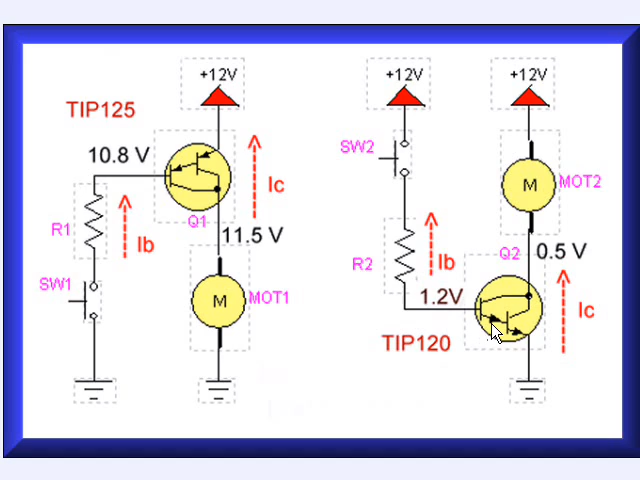 +12V
TIP125
10.8 V
Q1
Ic
R1
Ib
11.5 V
SW1
M
MOT1
+12V
+12V
SW2
M
MOT2
Q2
0.5 V
R2
Ib
1.2V
Ic
TIP120